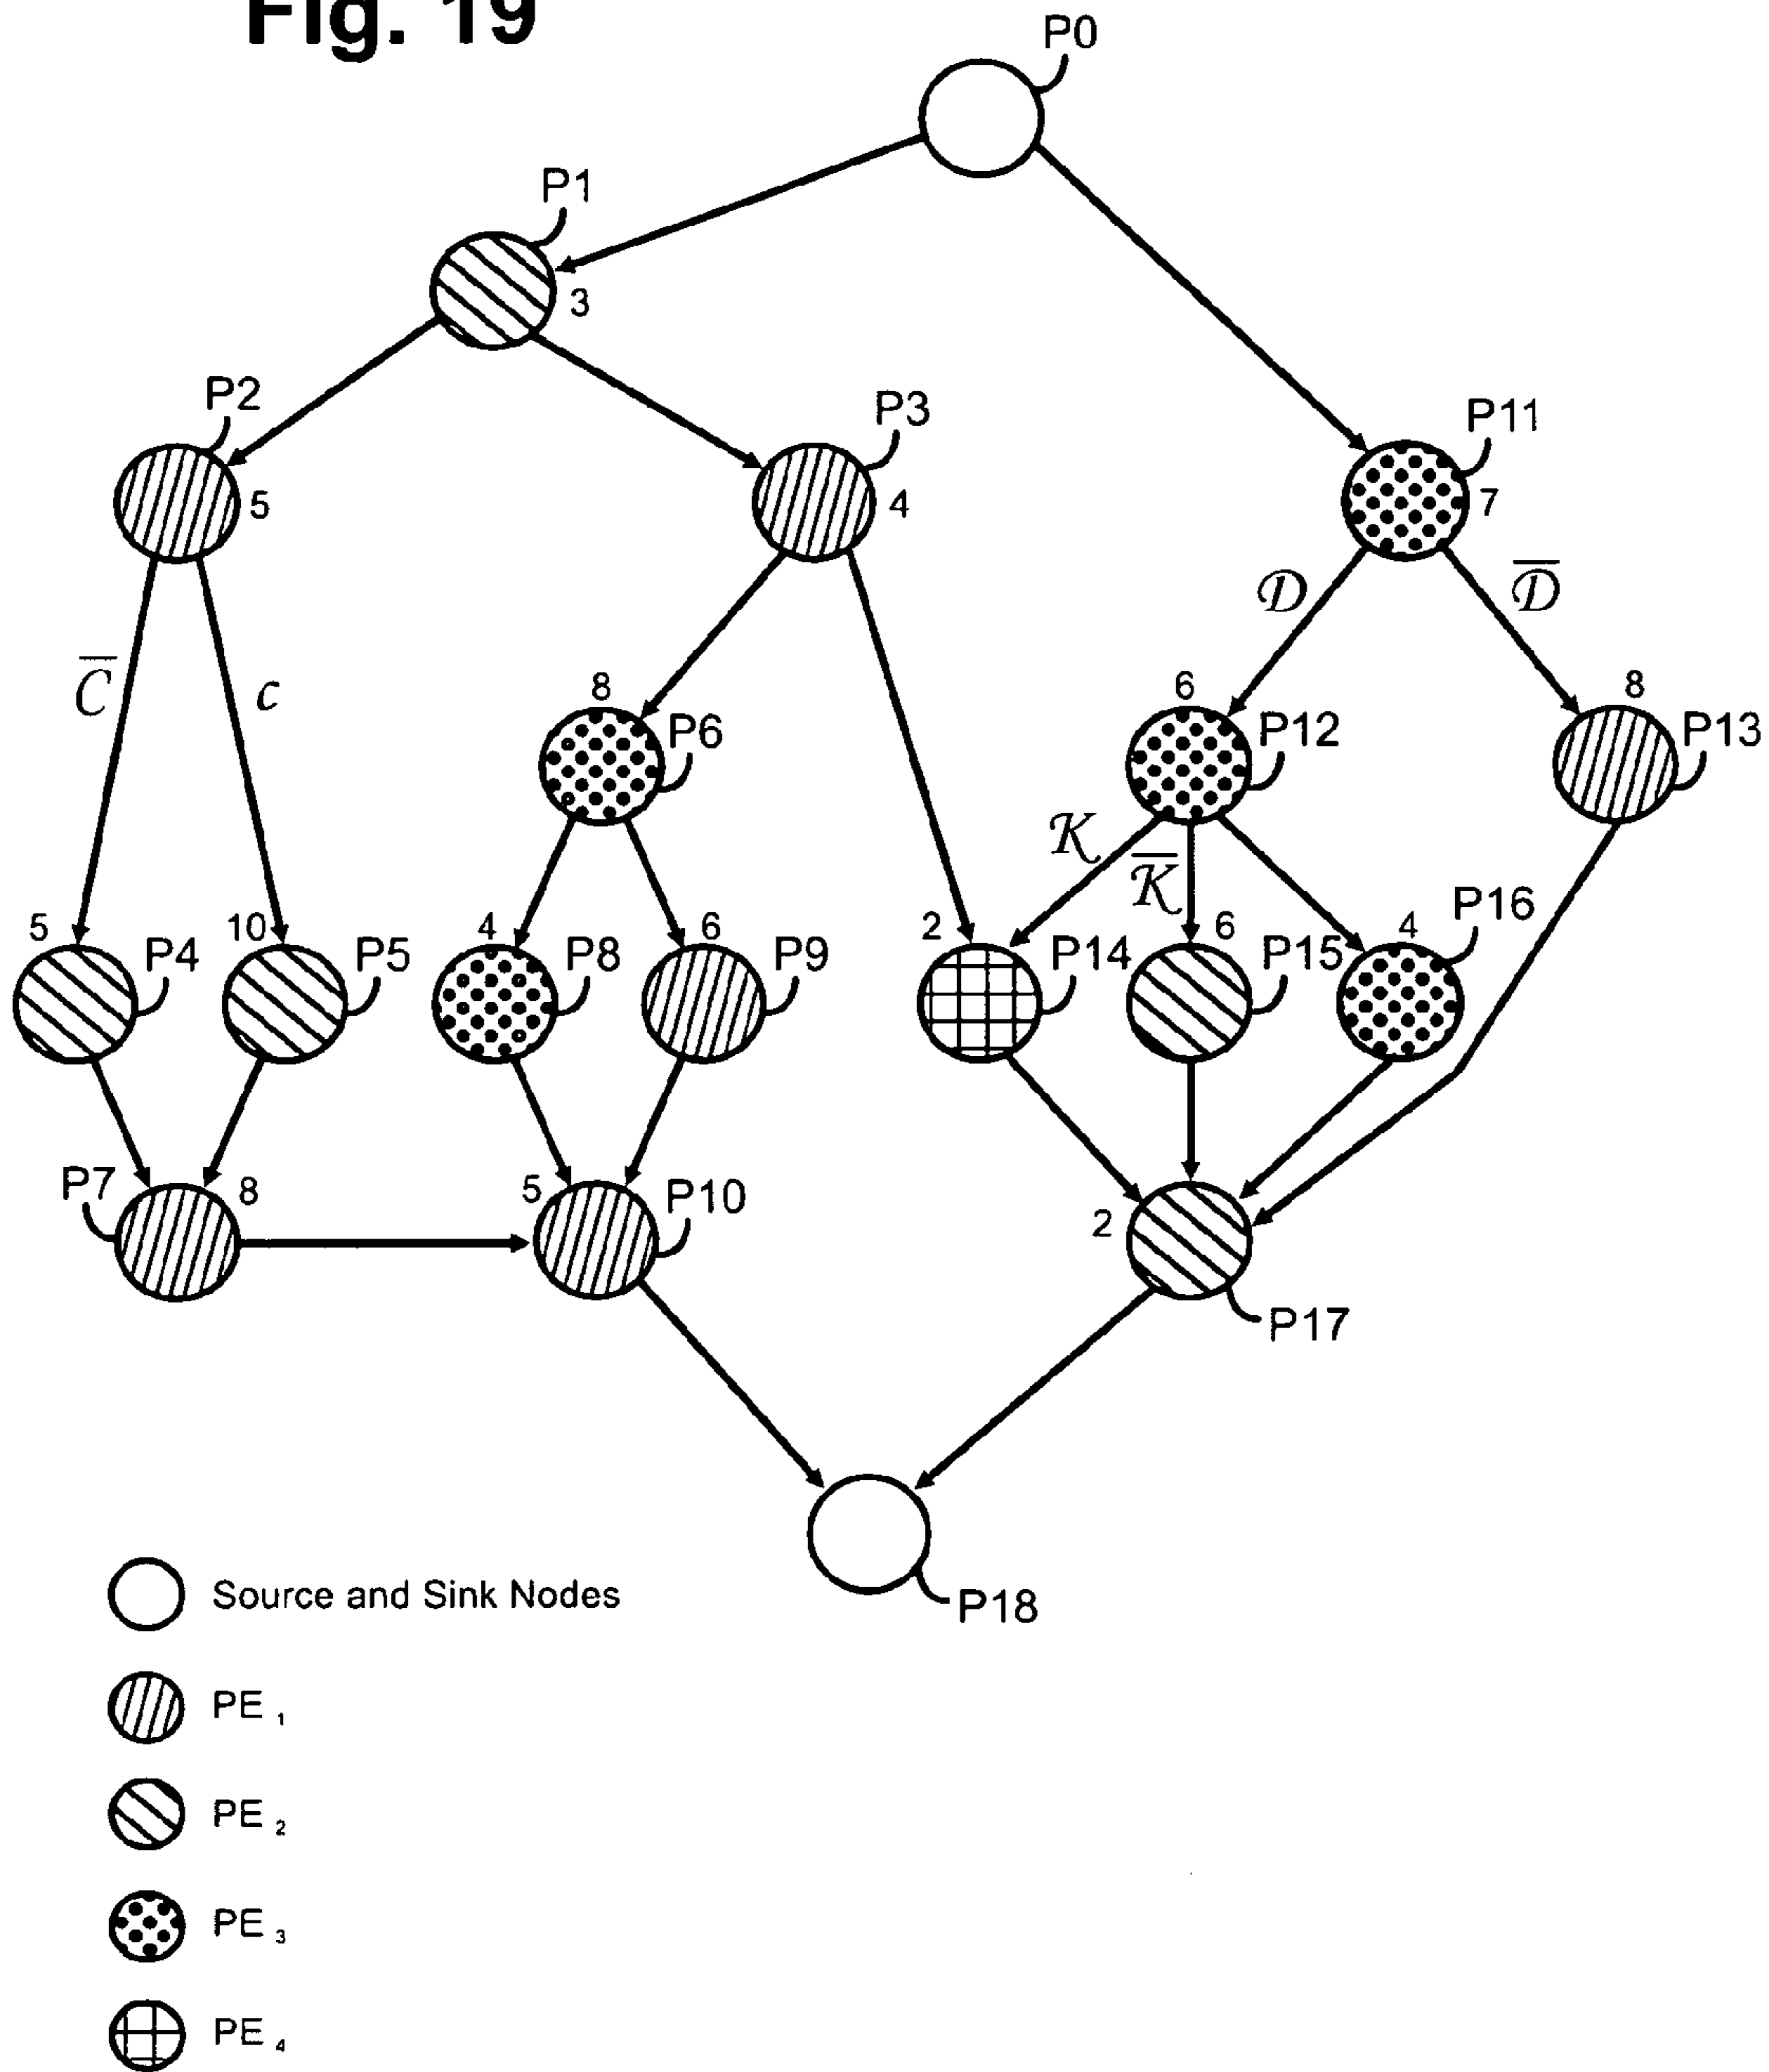 Fig. 19
P0
P1
3
P2
5
P3
4
P11
7
C̅
c
D
D̅
8
P6
6
P12
8
P13
K
K̅
5
P4
10
P5
4
P8
6
P9
2
P14
6
P15
4
P16
P7
8
5
P10
2
P17
P18
Source and Sink Nodes
PE 1
PE 2
PE 3
PE 4